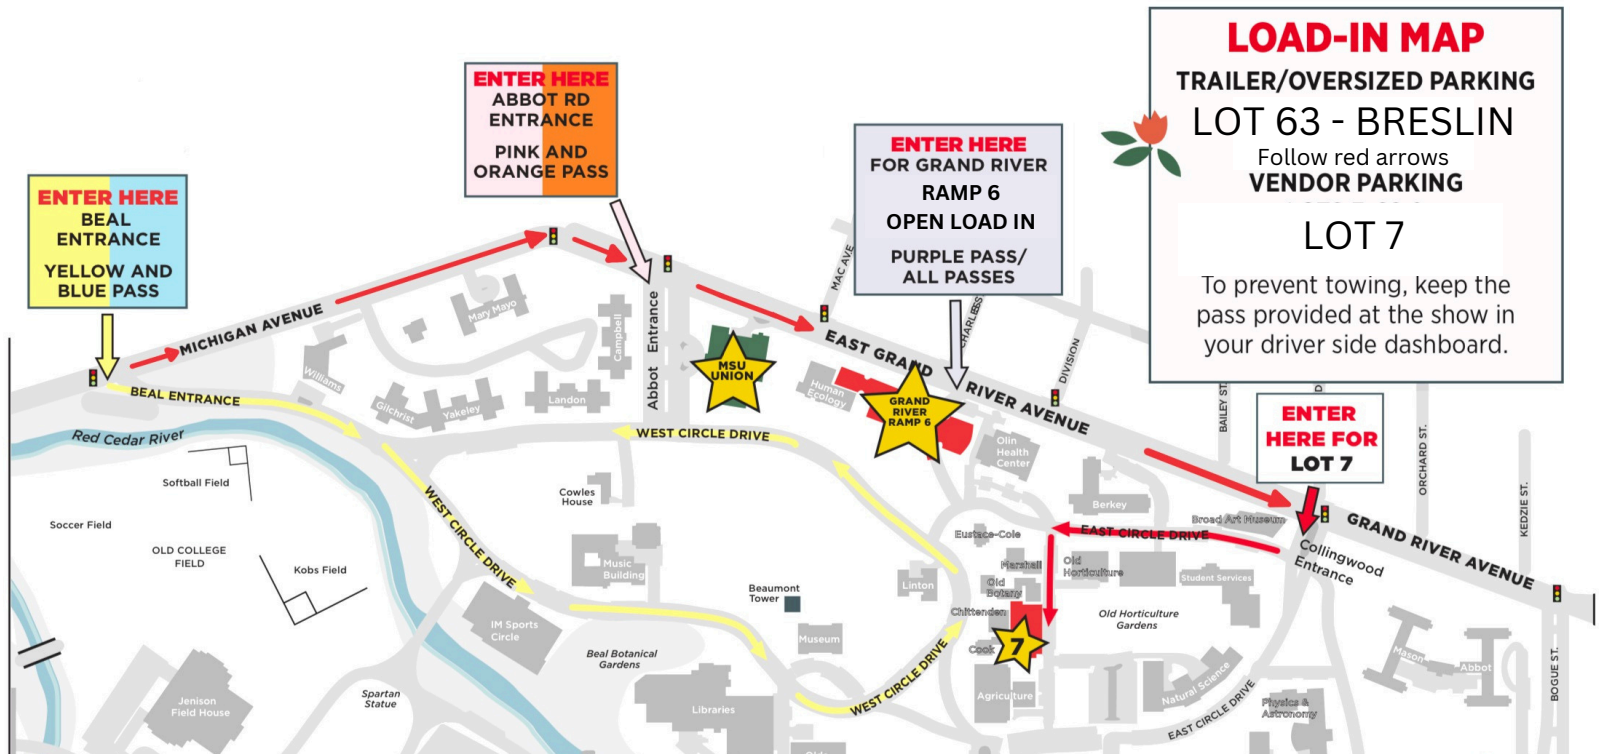 LOAD-IN MAP
TRAILER/OVERSIZED PARKING
LOT 63 - BRESLIN
Follow red arrows
VENDOR PARKING
LOT 7
To prevent towing, keep the
pass provided at the show in
your driver side dashboard.
ENTER HERE
ABBOT RD
ENTRANCE
PINK AND
ORANGE PASS
ENTER HERE
FOR GRAND RIVER
RAMP 6
OPEN LOAD IN
PURPLE PASS/
ALL PASSES
ENTER HERE
BEAL
ENTRANCE
YELLOW AND
BLUE PASS
ENTER
HERE FOR
LOT 7
MICHIGAN AVENUE
BEAL ENTRANCE
Red Cedar River
Mary Mayo
Campbell
Abbot Entrance
Williams
Gilchrist
Yakeley
Landon
MSU
UNION
MAC AVE
CHARLES ST
DIVISION
EAST GRAND RIVER AVENUE
Human
Ecology
GRAND
RIVER
RAMP 6
Olin
Health
Center
BAILEY ST.
D
ORCHARD ST.
KEDZIE ST.
BOGUE ST.
GRAND RIVER AVENUE
Collingwood
Entrance
WEST CIRCLE DRIVE
WEST CIRCLE DRIVE
WEST CIRCLE DRIVE
EAST CIRCLE DRIVE
EAST CIRCLE DRIVE
Softball Field
Soccer Field
OLD COLLEGE
FIELD
Kobs Field
Cowles
House
Music
Building
Beaumont
Tower
Museum
IM Sports
Circle
Beal Botanical
Gardens
Spartan
Statue
Jenison
Field House
Libraries
Linton
Eustace-Cole
Marshall
Old
Botany
Chittenden
Cook
7
Agriculture
Berkey
Broad Art Museum
Old
Horticulture
Student Services
Old Horticulture
Gardens
Natural Science
Physics &
Astronomy
Mason
Abbot